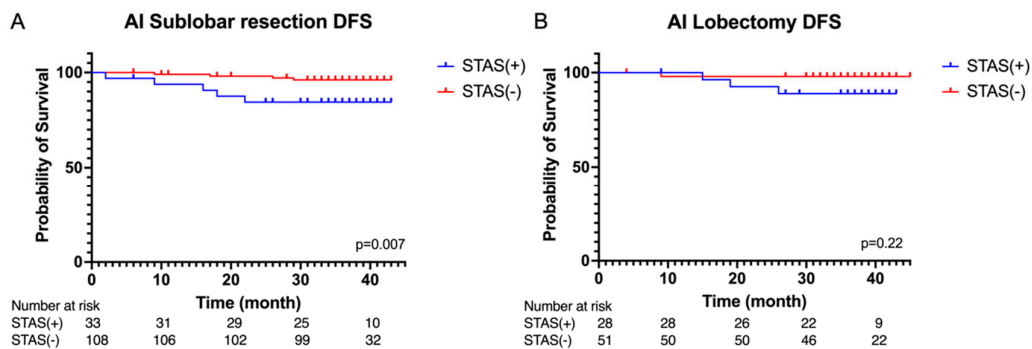 A
AI Sublobar resection DFS
Probability of Survival
100
50
0
0 10 20 30 40
Time (month)
STAS(+)
STAS(-)
p=0.007
Number at risk
STAS(+) 33 31 29 25 10
STAS(-) 108 106 102 99 32
B
AI Lobectomy DFS
Probability of Survival
100
50
0
0 10 20 30 40
Time (month)
STAS(+)
STAS(-)
p=0.22
Number at risk
STAS(+) 28 28 26 22 9
STAS(-) 51 50 50 46 22